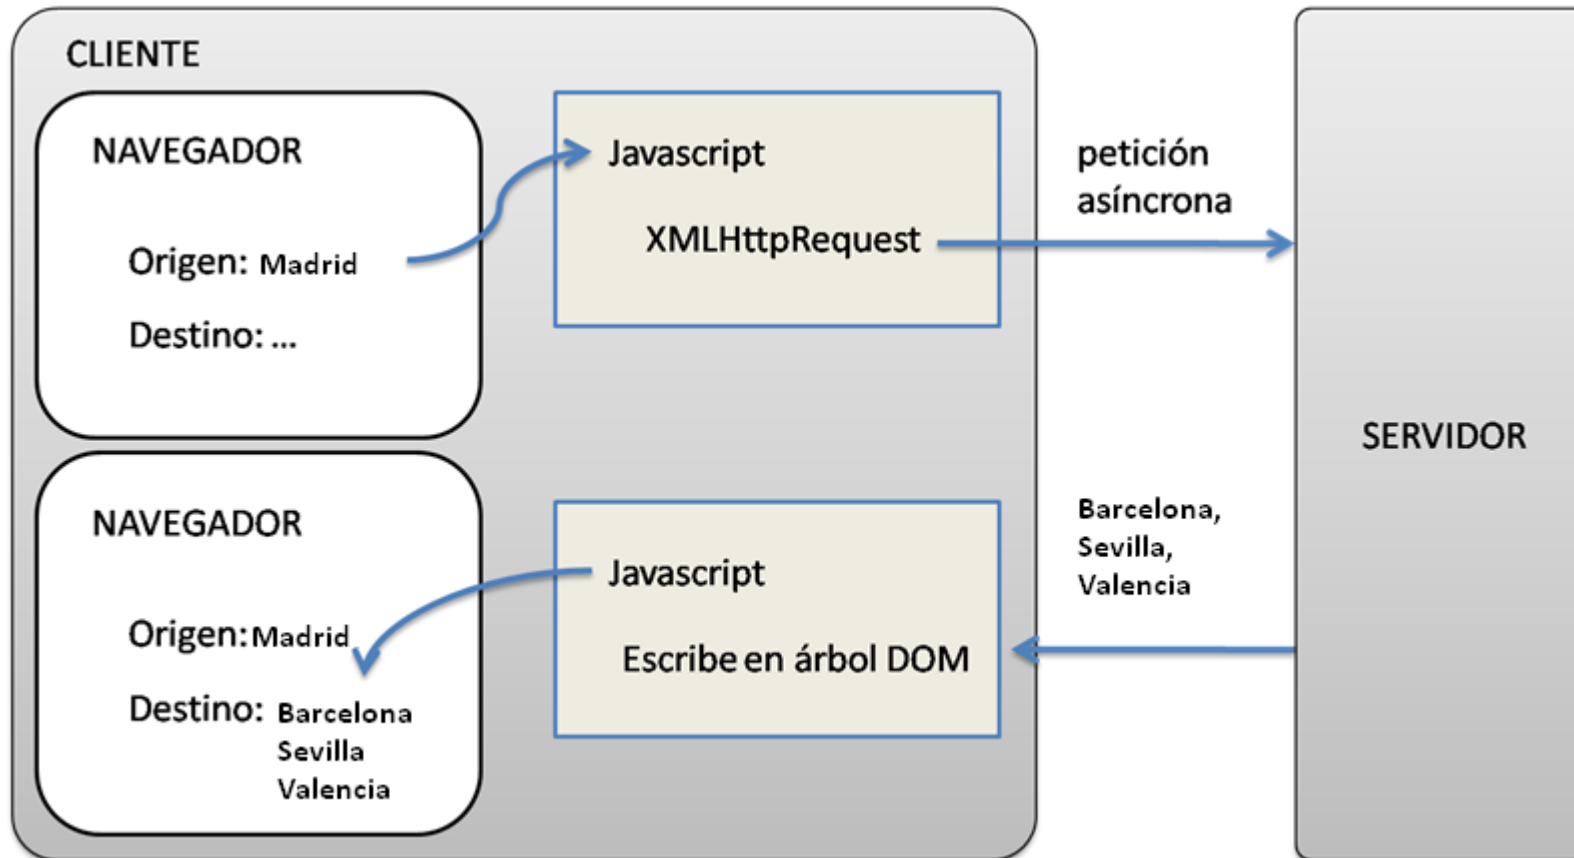 CLIENTE
NAVEGADOR
Origen: Madrid
Destino: ...
Javascript
XMLHttpRequest
petición
asíncrona
SERVIDOR
NAVEGADOR
Origen: Madrid
Destino: Barcelona
Sevilla
Valencia
Javascript
Escribe en árbol DOM
Barcelona,
Sevilla,
Valencia